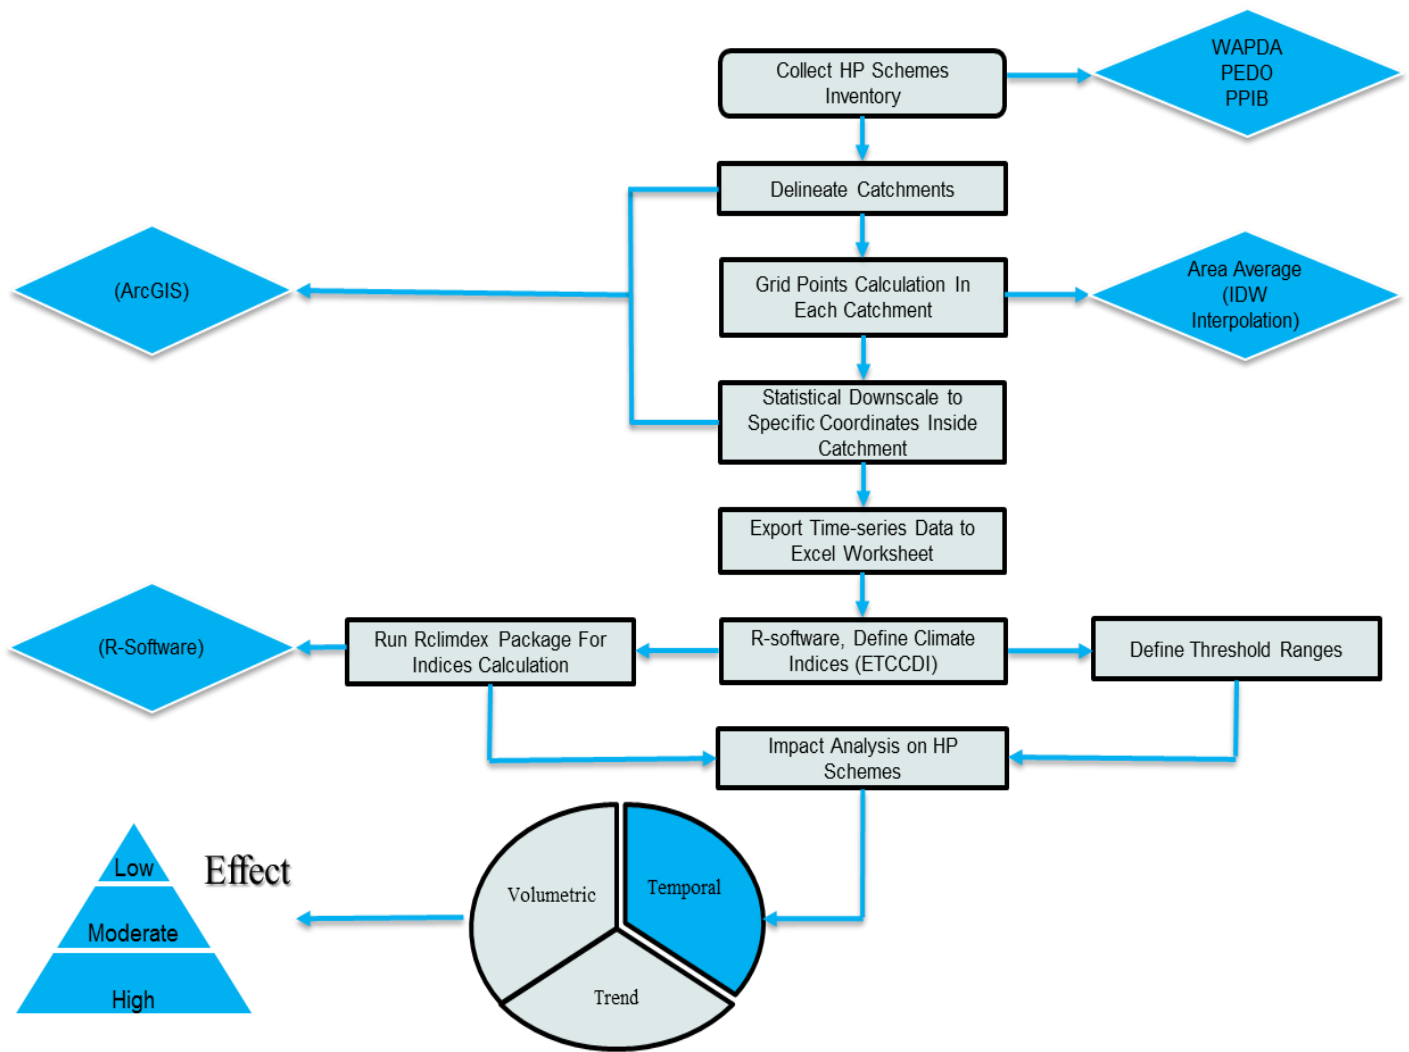 Collect HP Schemes
Inventory
WAPDA
PEDO
PPIB
Delineate Catchments
(ArcGIS)
Grid Points Calculation In
Each Catchment
Area Average
(IDW
Interpolation)
Statistical Downscale to
Specific Coordinates Inside
Catchment
Export Time-series Data to
Excel Worksheet
(R-Software)
Run Rclimdex Package For
Indices Calculation
R-software, Define Climate
Indices (ETCCDI)
Define Threshold Ranges
Impact Analysis on HP
Schemes
Volumetric
Temporal
Trend
Effect
Low
Moderate
High